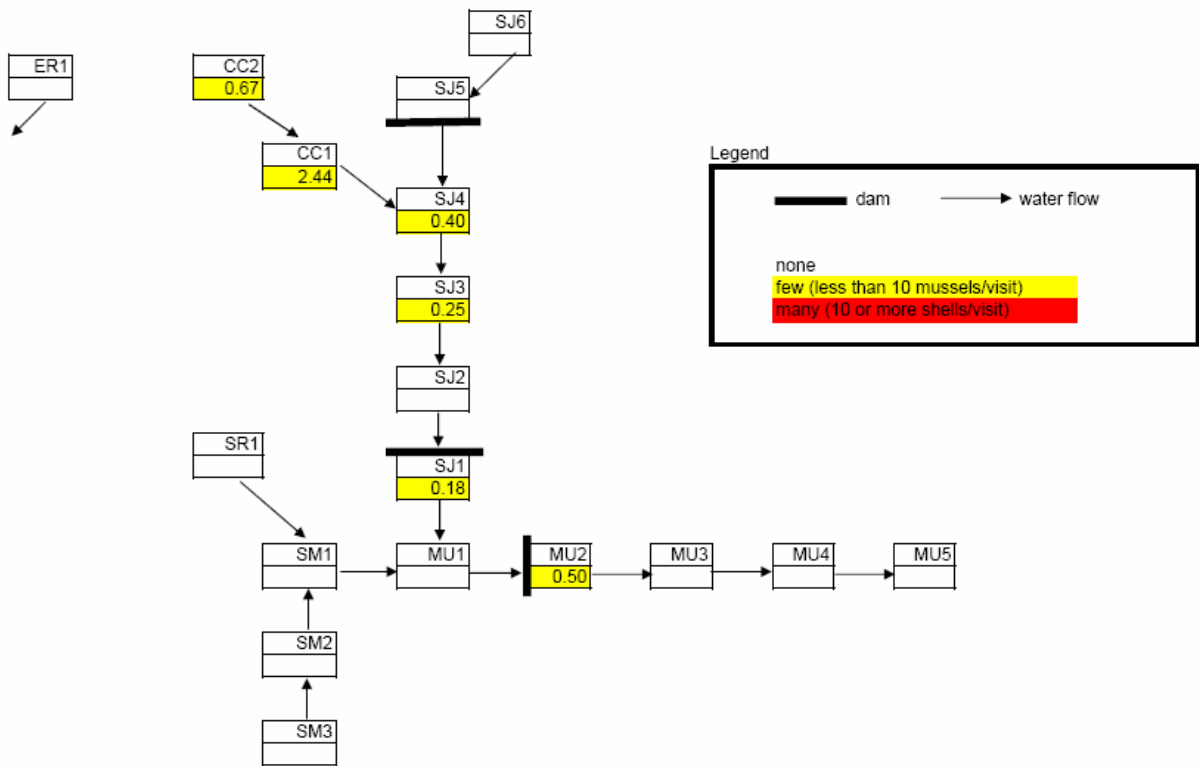 SJ6
ER1
CC2
0.67
SJ5
CC1
2.44
Legend
SJ4
0.40
dam
water flow
none
few (less than 10 mussels/visit)
many (10 or more shells/visit)
SJ3
0.25
SJ2
SR1
SJ1
0.18
SM1
MU1
MU2
0.50
MU3
MU4
MU5
SM2
SM3